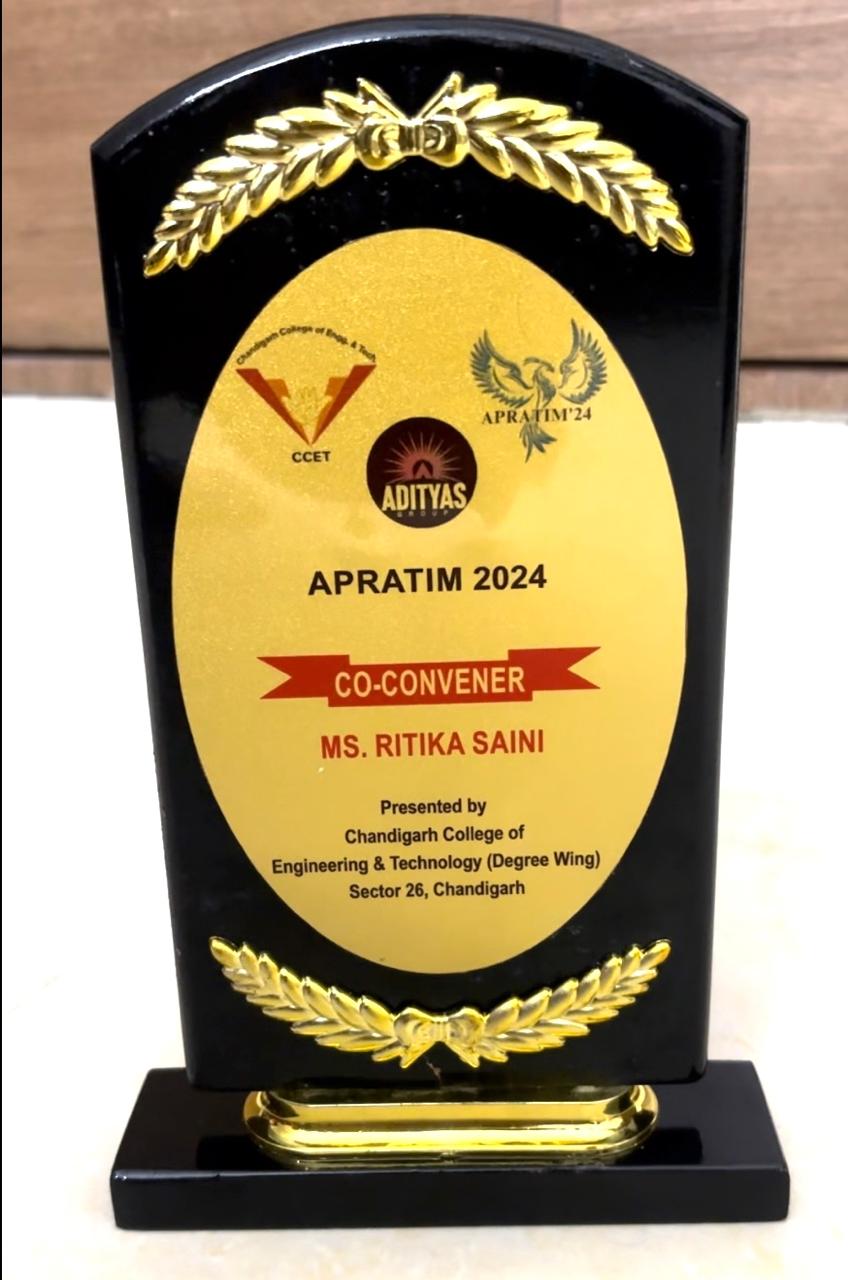 Chandigarh College of Engg. & Tech
CCET
APRATIM'24
ADITYAS
GROUP
APRATIM 2024
CO-CONVENER
MS. RITIKA SAINI
Presented by
Chandigarh College of
Engineering & Technology (Degree Wing)
Sector 26, Chandigarh